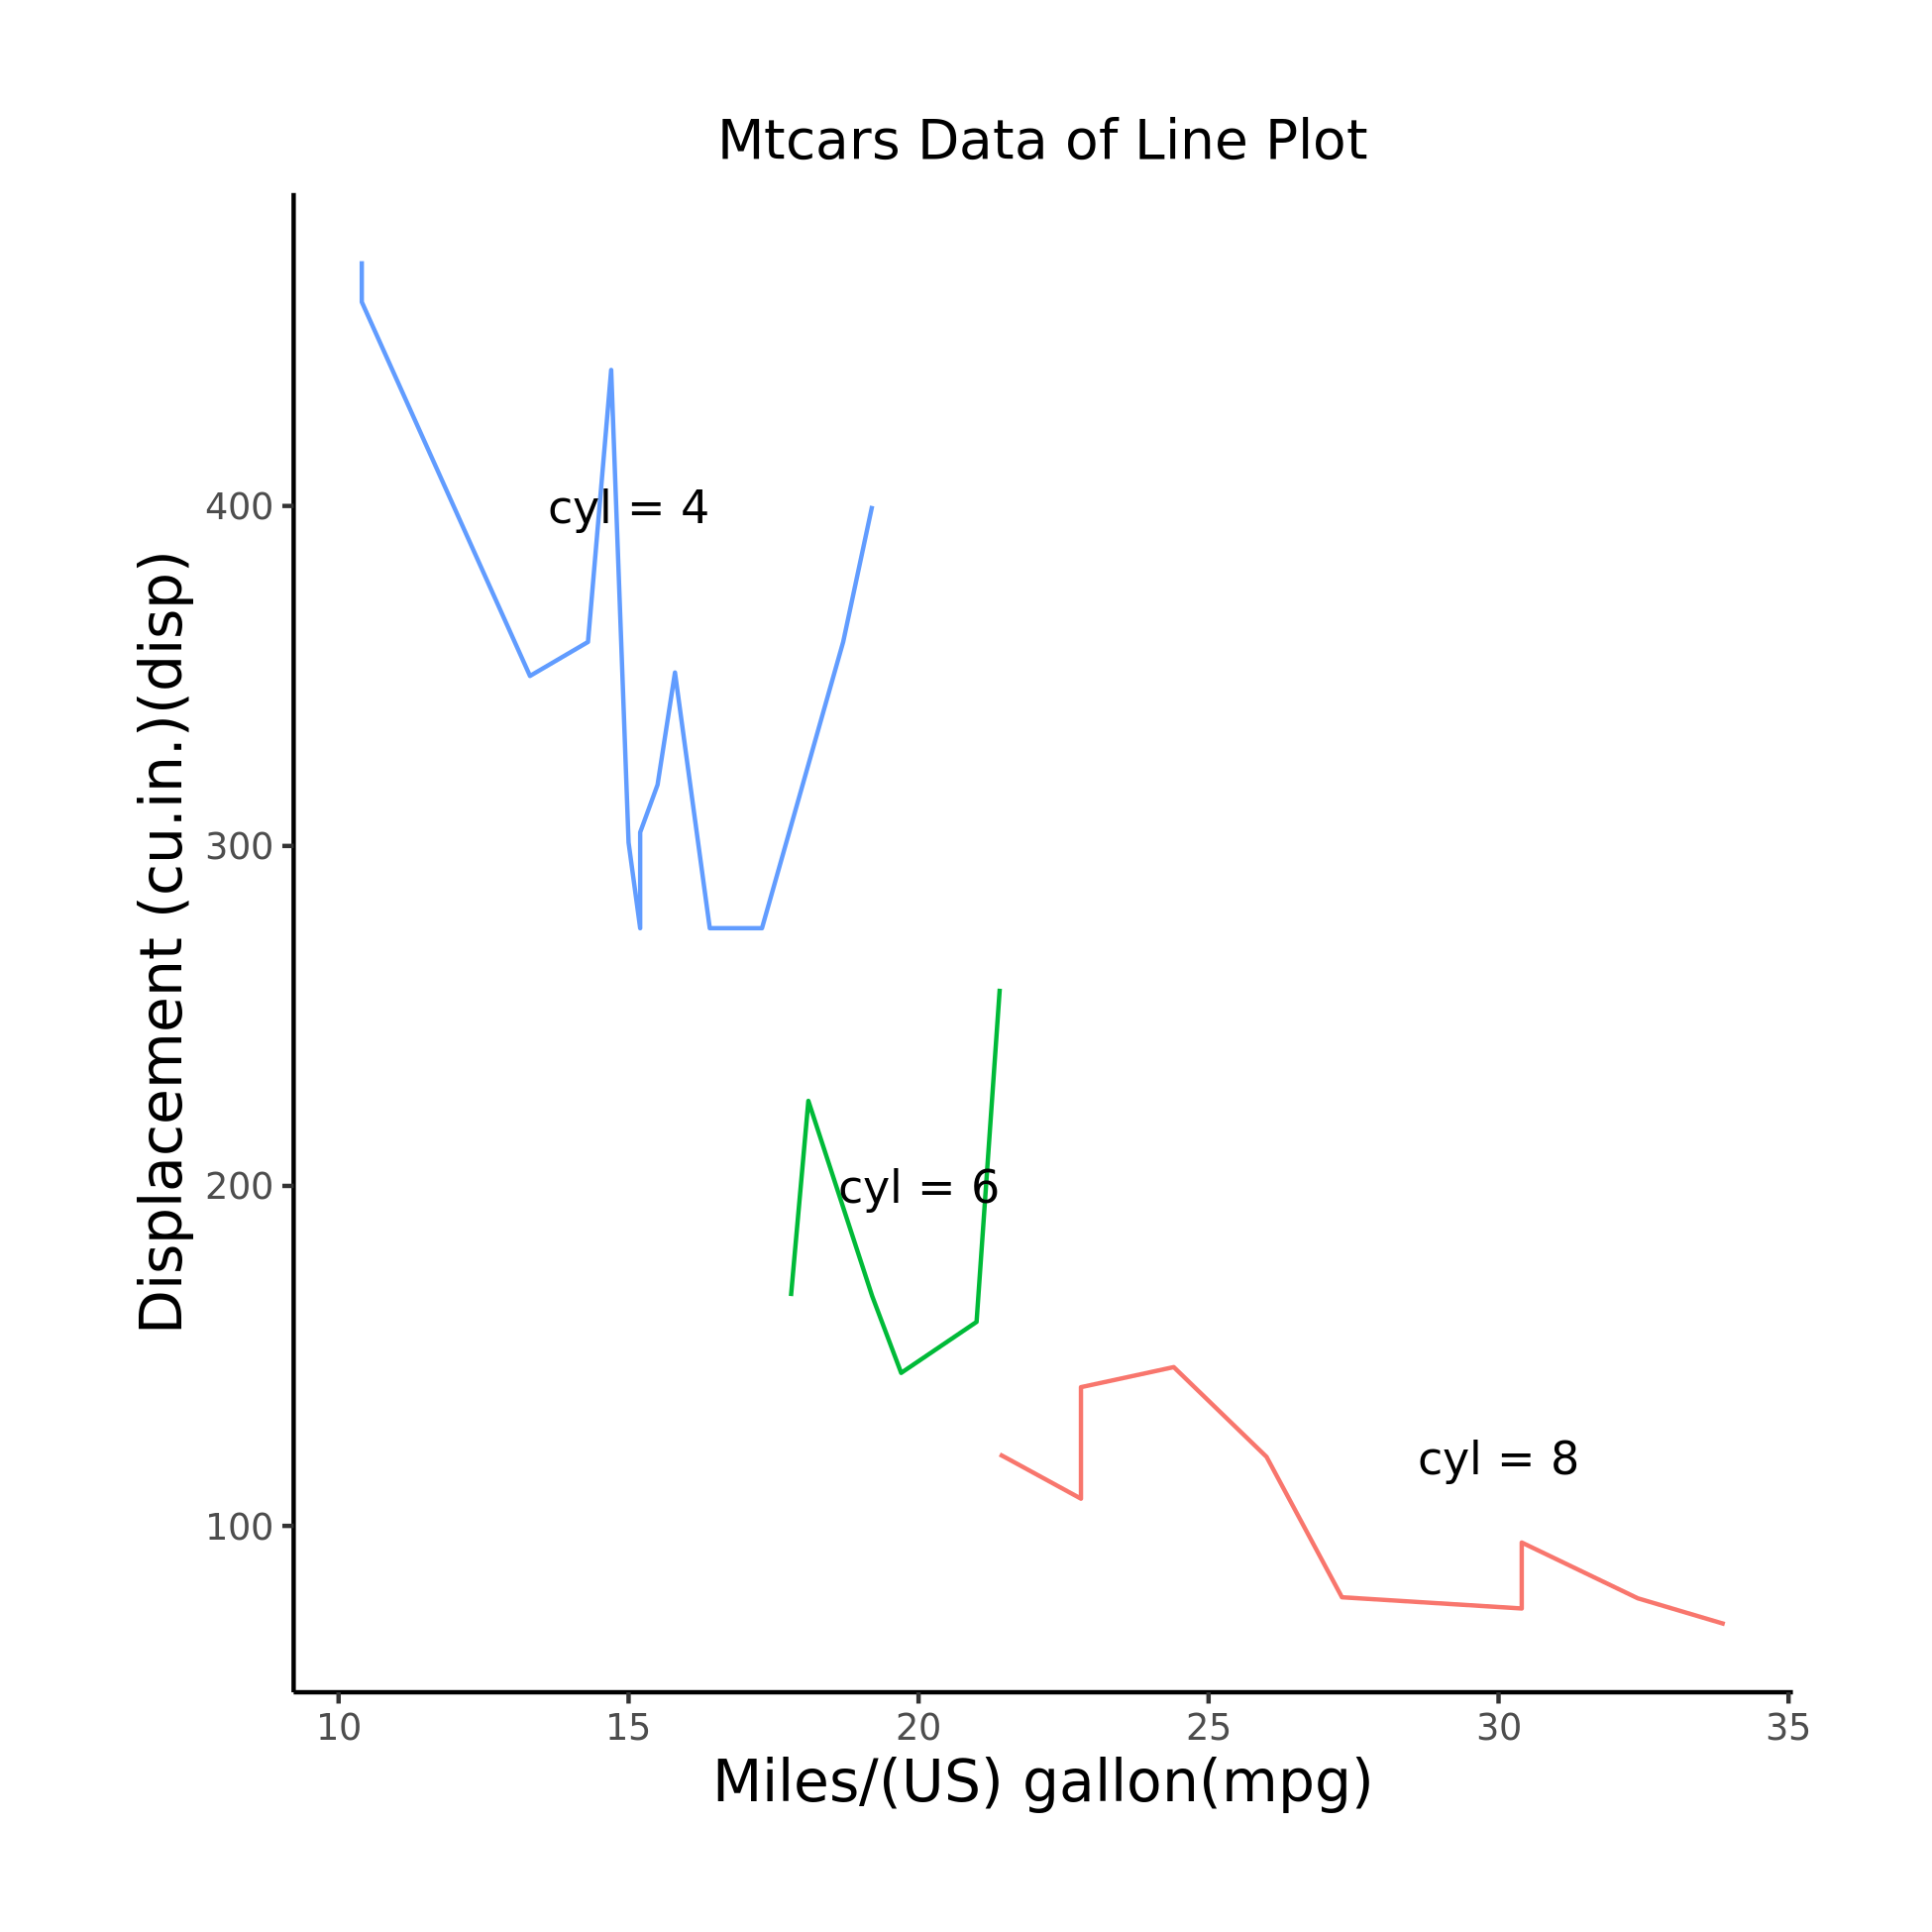 Mtcars Data of Line Plot
Displacement (cu.in.)(disp)
400
300
200
100
cyl = 4
cyl = 6
cyl = 8
10 15 20 25 30 35
Miles/(US) gallon(mpg)